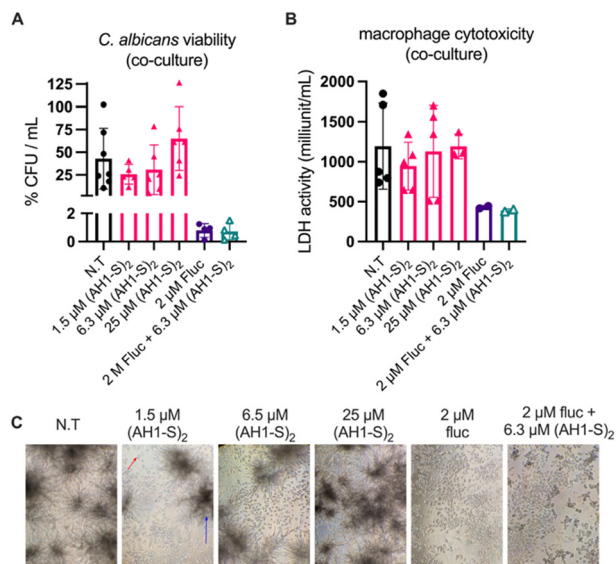 A
C. albicans viability
(co-culture)
% CFU / mL
125
100
75
50
25
2
0
N.T
1.5 µM (AH1-S)2
6.3 µM (AH1-S)2
25 µM (AH1-S)2
2 µM Fluc
2 M Fluc + 6.3 µM (AH1-S)2
B
macrophage cytotoxicity
(co-culture)
LDH activity (milliunit/mL)
2000
1500
1000
500
0
N.T
1.5 µM (AH1-S)2
6.3 µM (AH1-S)2
25 µM (AH1-S)2
2 µM Fluc
2 µM Fluc + 6.3 µM (AH1-S)2
C
N.T
1.5 µM
(AH1-S)2
6.5 µM
(AH1-S)2
25 µM
(AH1-S)2
2 µM
fluc
2 µM fluc +
6.3 µM (AH1-S)2